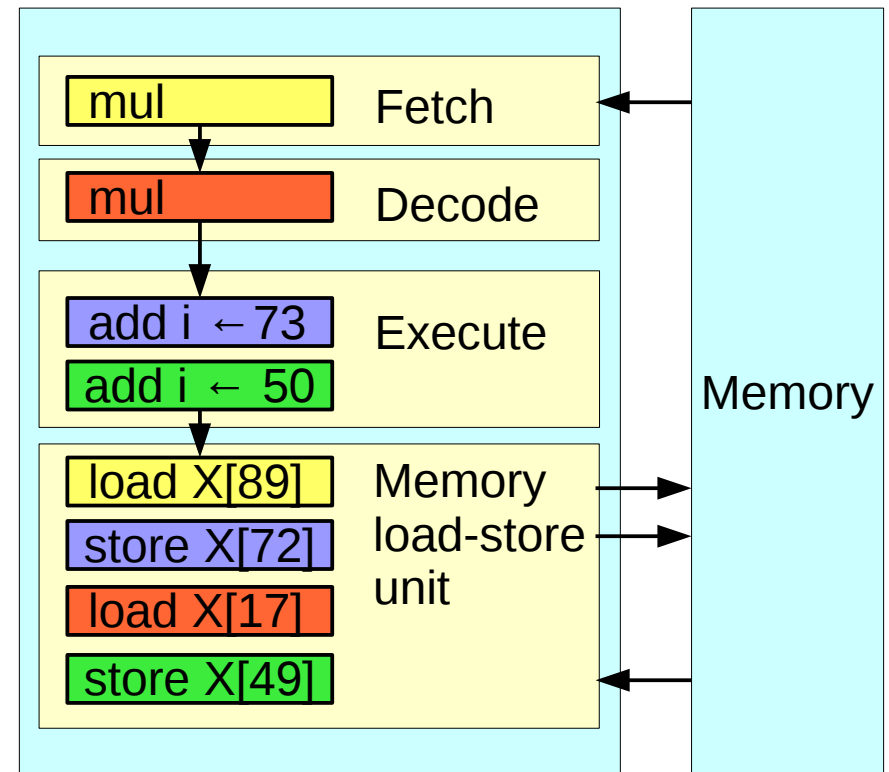 mul
Fetch
mul
Decode
add i ←73
Execute
add i ← 50
Memory
load X[89]
Memory
load-store
unit
store X[72]
load X[17]
store X[49]